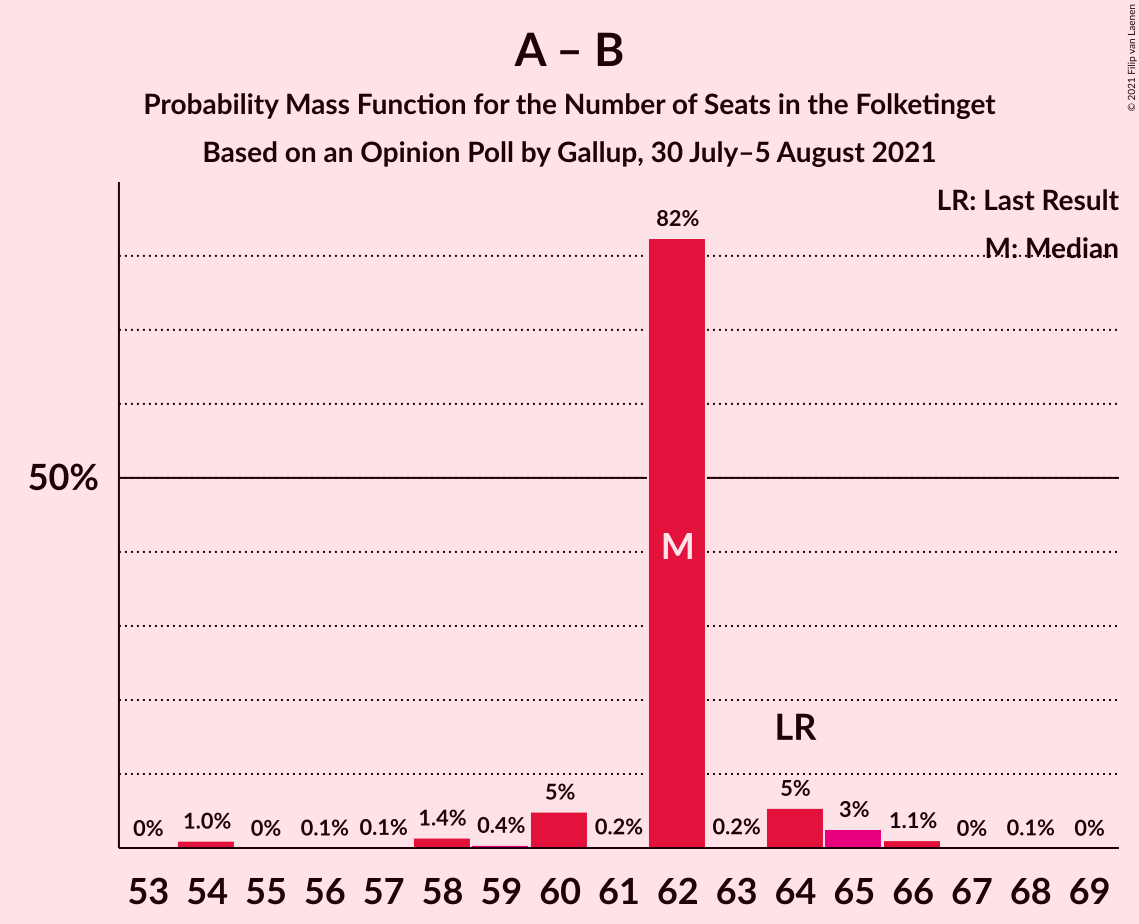 A – B
Probability Mass Function for the Number of Seats in the Folketinget
Based on an Opinion Poll by Gallup, 30 July–5 August 2021
© 2021 Filip van Laenen
LR: Last Result
M: Median
82%
50%
M
LR
0% 1.0% 0% 0.1% 0.1% 1.4% 0.4% 5% 0.2% 0.2% 5% 3% 1.1% 0% 0.1% 0%
53 54 55 56 57 58 59 60 61 62 63 64 65 66 67 68 69